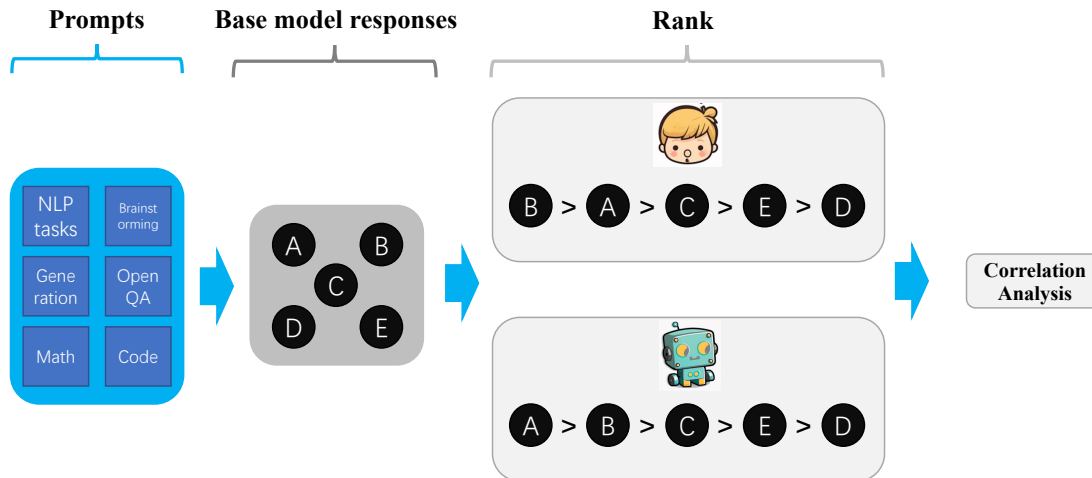 Prompts
Base model responses
Rank
NLP
tasks
Brainst
orming
Gene
ration
Open
QA
Math
Code
A
B
C
D
E
B > A > C > E > D
A > B > C > E > D
Correlation
Analysis